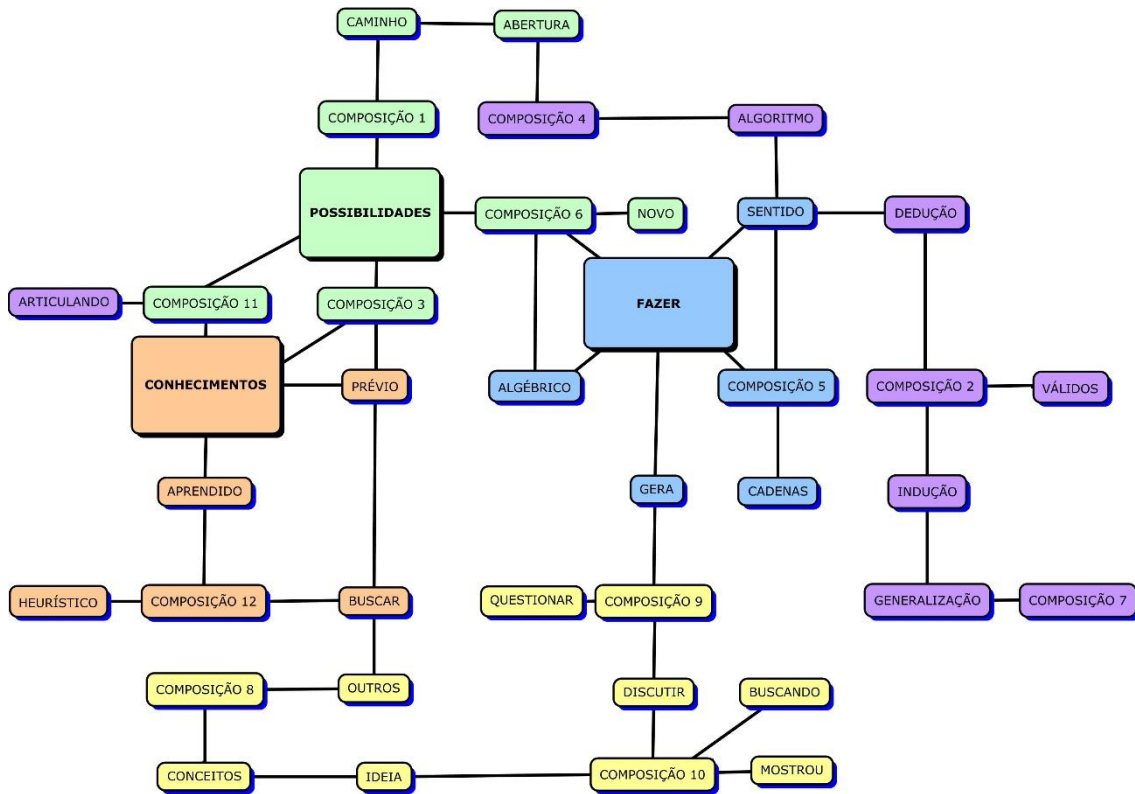 CAMINHO
ABERTURA
COMPOSIÇÃO 1
COMPOSIÇÃO 4
ALGORITMO
POSSIBILIDADES
COMPOSIÇÃO 6
NOVO
SENTIDO
DEDUÇÃO
ARTICULANDO
COMPOSIÇÃO 11
COMPOSIÇÃO 3
FAZER
CONHECIMENTOS
PRÉVIO
ALGÉBRICO
COMPOSIÇÃO 5
COMPOSIÇÃO 2
VÁLIDOS
APRENDIDO
GERA
CADENAS
INDUÇÃO
HEURÍSTICO
COMPOSIÇÃO 12
BUSCAR
QUESTIONAR
COMPOSIÇÃO 9
GENERALIZAÇÃO
COMPOSIÇÃO 7
COMPOSIÇÃO 8
OUTROS
DISCUTIR
BUSCANDO
CONCEITOS
IDEIA
COMPOSIÇÃO 10
MOSTROU